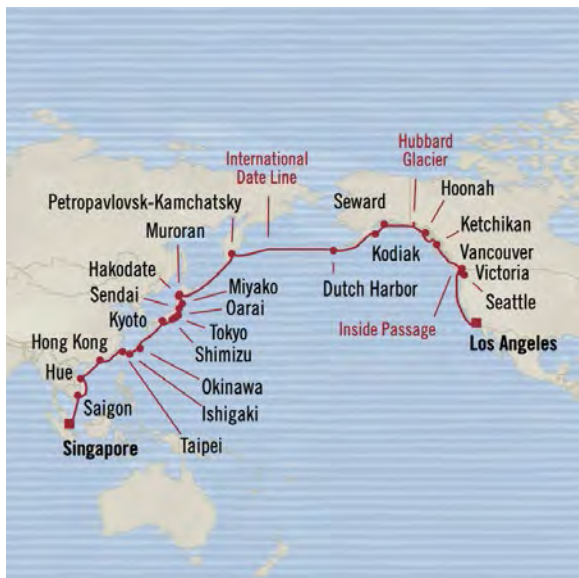 Hubbard
Glacier
International
Date Line
Hoonah
Seward
Petropavlovsk-Kamchatsky
Ketchikan
Muroran
Vancouver
Kodiak
Victoria
Hakodate
Miyako
Dutch Harbor
Seattle
Sendai
Oarai
Inside Passage
Kyoto
Tokyo
Los Angeles
Hong Kong
Shimizu
Hue
Okinawa
Saigon
Ishigaki
Singapore
Taipei